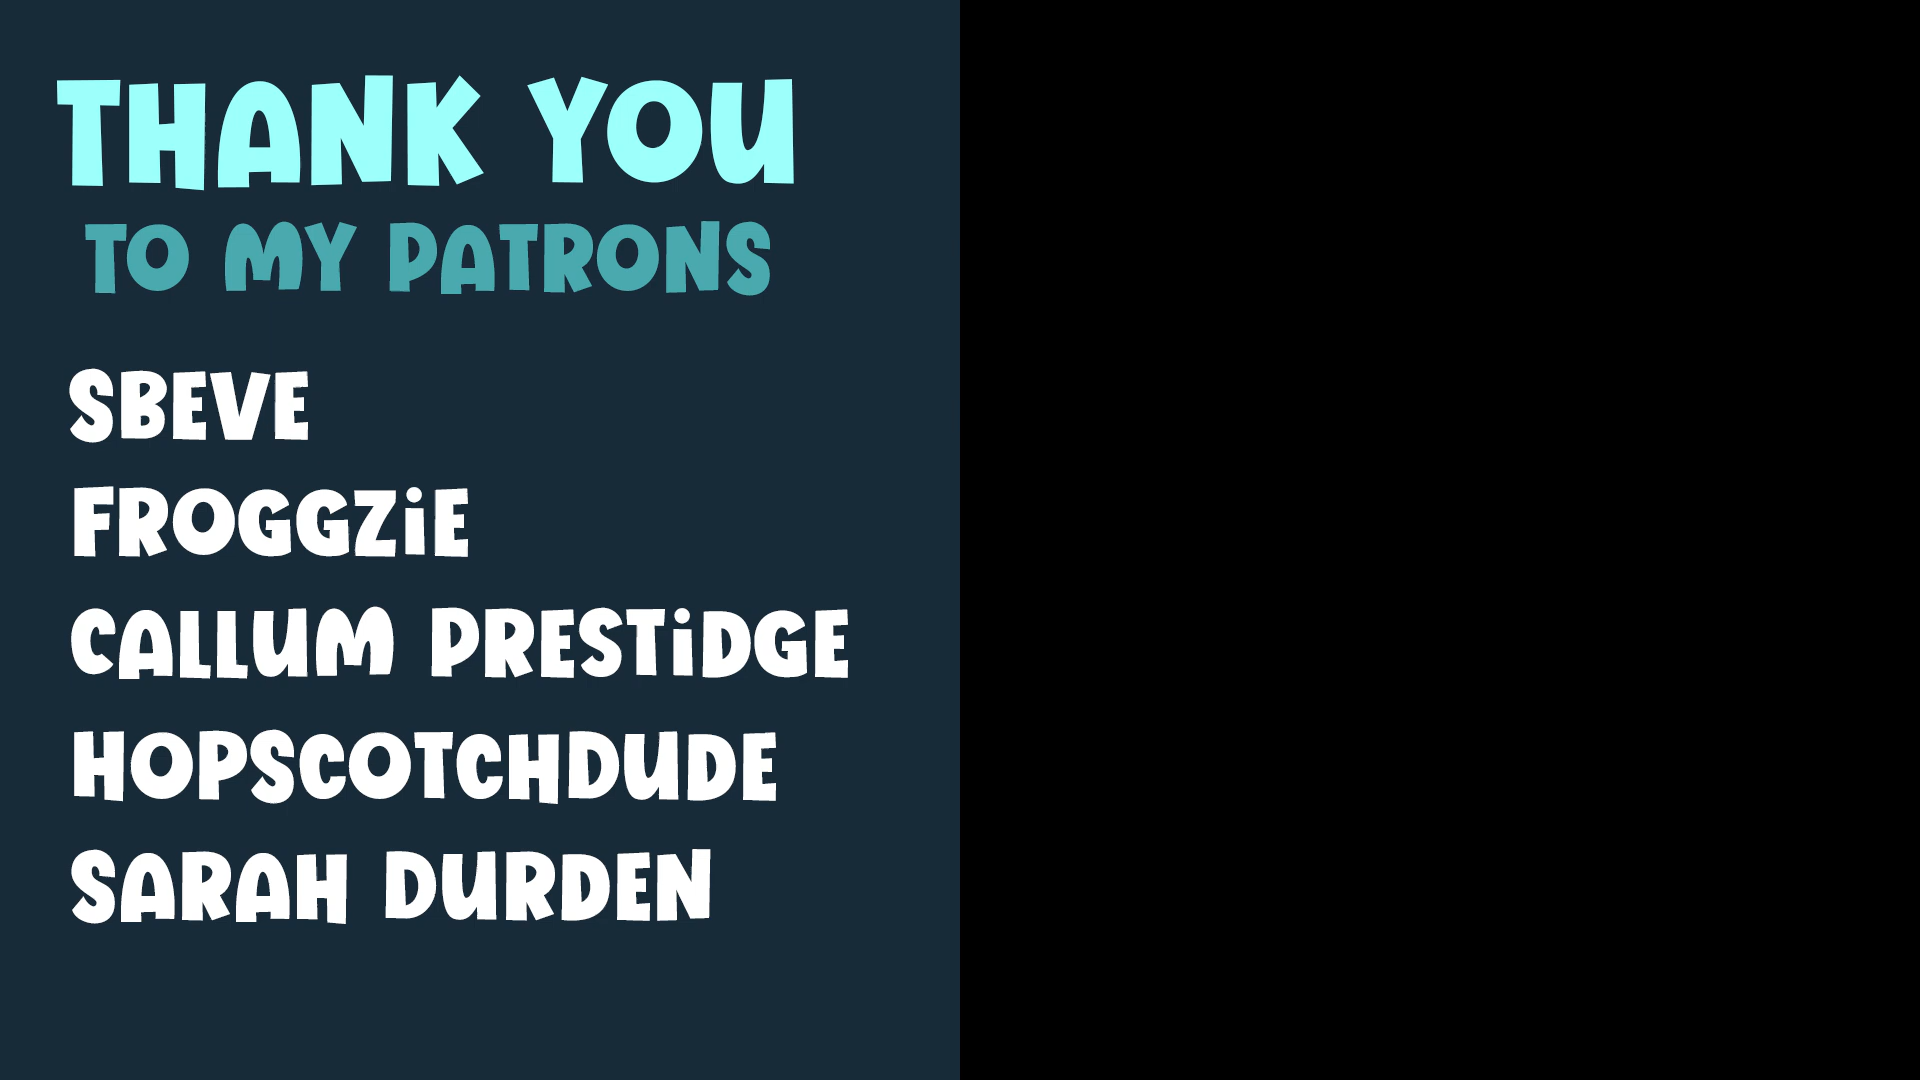 THANK YOU
TO MY PATRONS
SBEVE
FROGGZiE
CALLUM PRESTiDGE
HOPSCOTCHDUDE
SARAH DURDEN